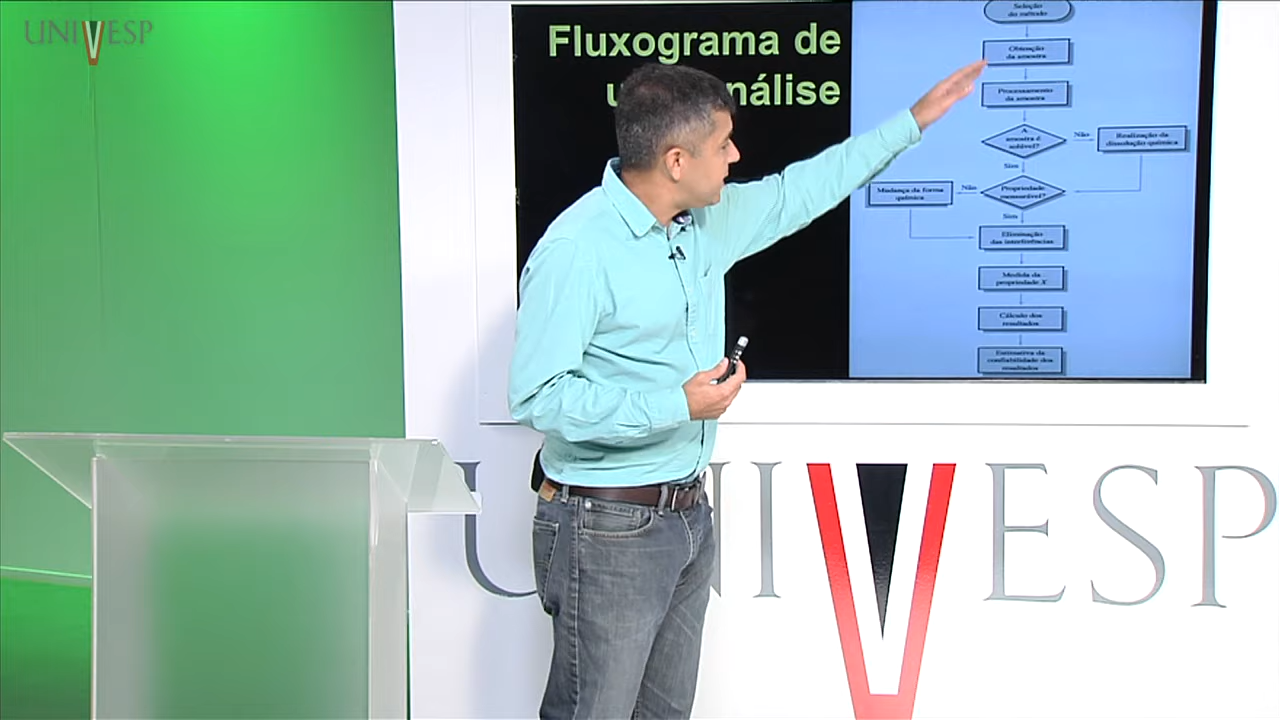 UNIVESP
Fluxograma de
análise
Seleção
do método
Obtenção
da amostra
Processamento
da amostra
A
amostra é
solúvel?
Não
Realização da
dissolução química
Sim
Propriedade
mensurável?
Não
Mudança da forma
química
Sim
Eliminação
das interferências
Medida da
propriedade X
Cálculo dos
resultados
Estimativa da
confiabilidade dos
resultados
UNIVESP